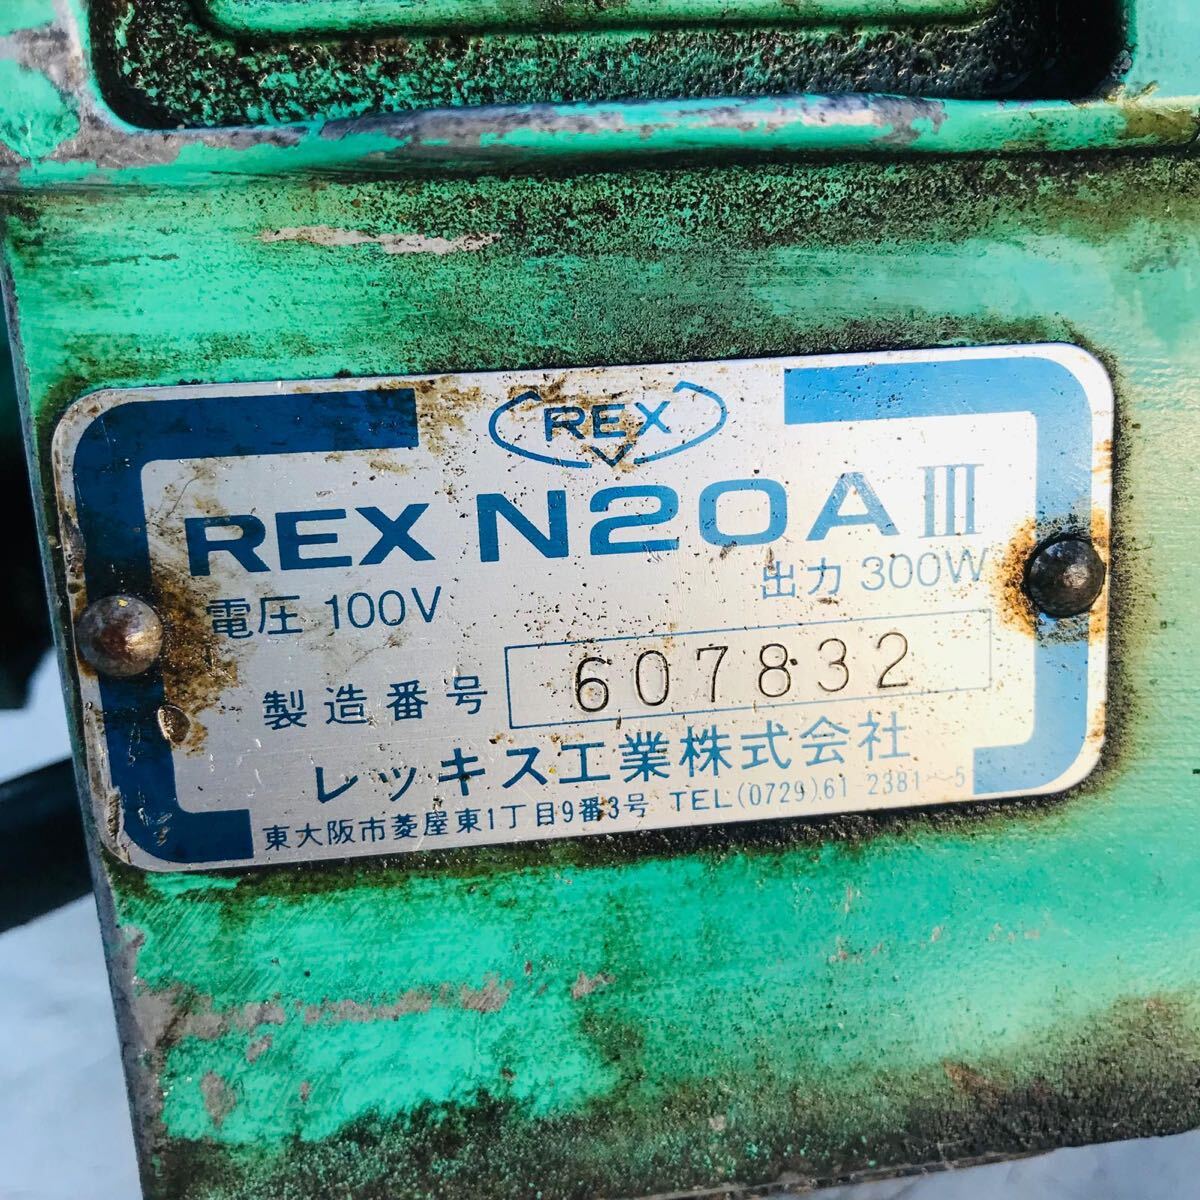 REX
REX N20A III
電圧 100V 出力 300W
製造番号 607832
レッキス工業株式会社
東大阪市菱屋東1丁目9番3号 TEL(0729)61-2381~5